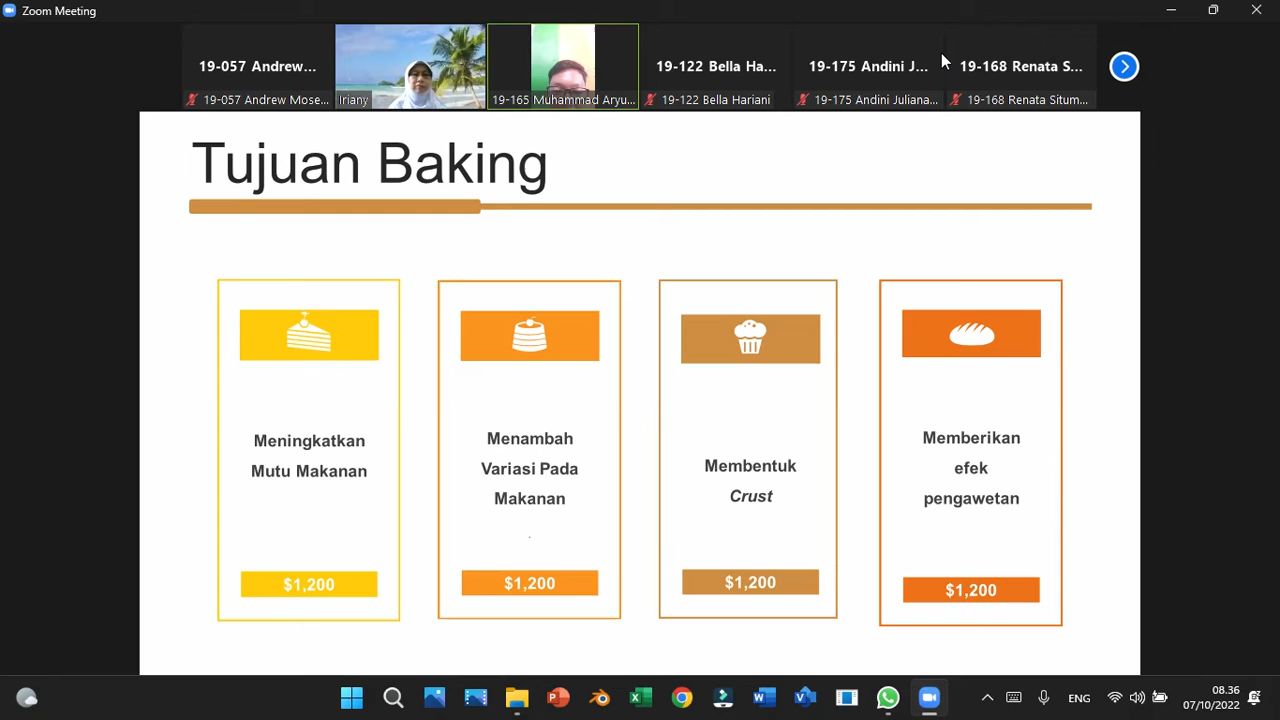 Zoom Meeting
19-057 Andrew...
19-122 Bella Ha...
19-175 Andini J...
19-168 Renata S...
19-057 Andrew Mose...
Iriany
19-165 Muhammad Aryu...
19-122 Bella Hariani
19-175 Andini Juliana...
19-168 Renata Situm...
Tujuan Baking
Meningkatkan
Mutu Makanan
$1,200
Menambah
Variasi Pada
Makanan
.
$1,200
Membentuk
Crust
$1,200
Memberikan
efek
pengawetan
$1,200
ENG
08.36
07/10/2022